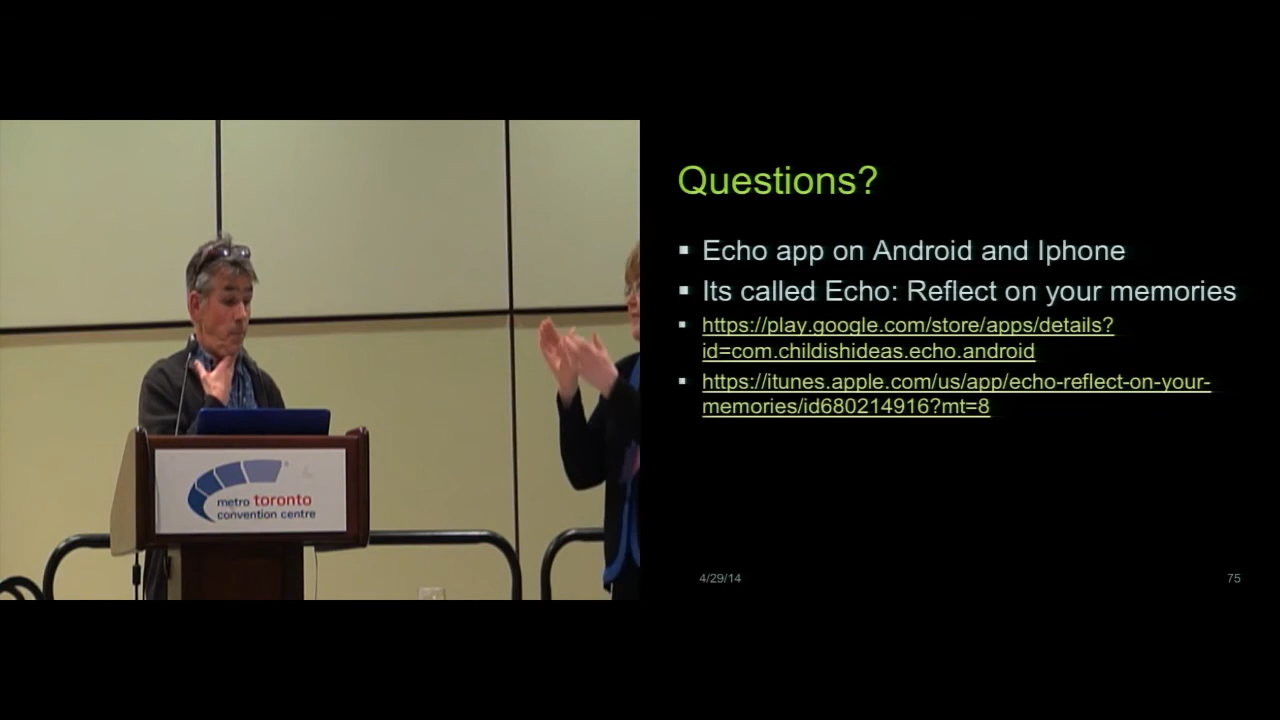 Questions?
Echo app on Android and Iphone
Its called Echo: Reflect on your memories
https://play.google.com/store/apps/details?
id=com.childishideas.echo.android
https://itunes.apple.com/us/app/echo-reflect-on-your-
memories/id680214916?mt=8
4/29/14
75
metro toronto
convention centre